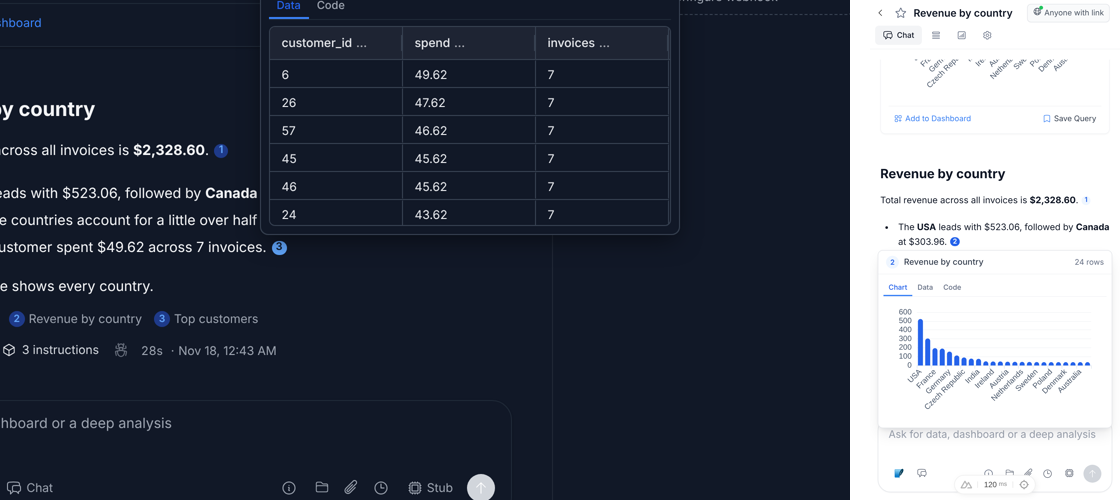 shboard
Data
Code
customer_id ...
spend ...
invoices ...
6
49.62
7
26
47.62
7
57
46.62
7
45
45.62
7
46
45.62
7
24
43.62
7
by country
across all invoices is $2,328.60. 1
eads with $523.06, followed by Canada
e countries account for a little over half
ustomer spent $49.62 across 7 invoices. 3
e shows every country.
2 Revenue by country
3 Top customers
3 instructions
28s · Nov 18, 12:43 AM
hboard or a deep analysis
Chat
Stub
Revenue by country
Anyone with link
Chat
Germ
Czech Rep
Nether
Add to Dashboard
Save Query
Revenue by country
Total revenue across all invoices is $2,328.60. 1
• The USA leads with $523.06, followed by Canada
at $303.96. 2
2 Revenue by country
24 rows
Chart
Data
Code
600
500
400
300
200
100
0
USA
France
Germany
Czech Republic
India
Ireland
Austria
Netherlands
Sweden
Poland
Denmark
Australia
Ask for data, dashboard or a deep analysis
120 ms